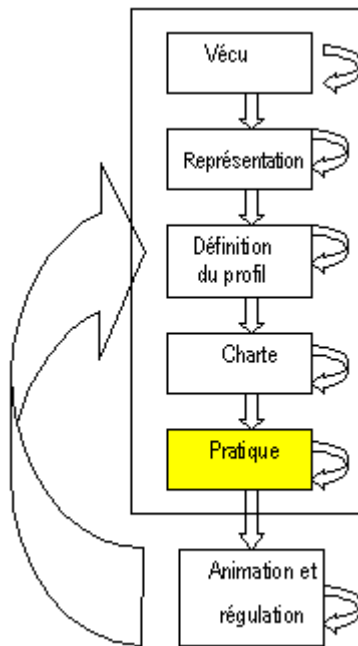 Vécu
Représentation
Définition
du profil
Charte
Pratique
Animation et
régulation